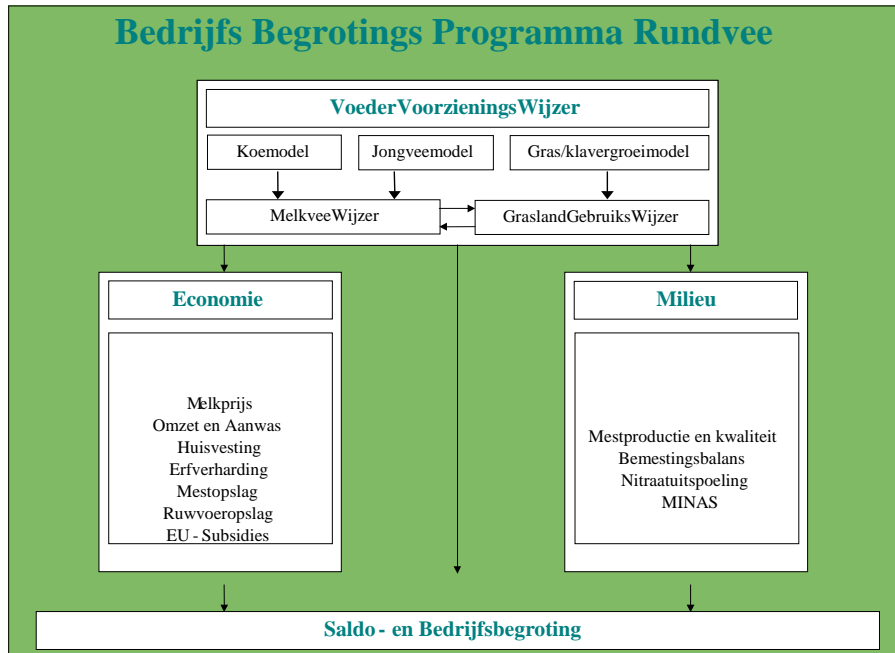 Bedrijfs Begrotings Programma Rundvee
VoederVoorzieningsWijzer
Koemodel
Jongveemodel
Gras/klavergroeimodel
MelkveeWijzer
GraslandGebruiksWijzer
Economie
Melkprijs
Omzet en Aanwas
Huisvesting
Erfverharding
Mestopslag
Ruwvoeropslag
EU - Subsidies
Milieu
Mestproductie en kwaliteit
Bemestingsbalans
Nitraatuitspoeling
MINAS
Saldo - en Bedrijfsbegroting